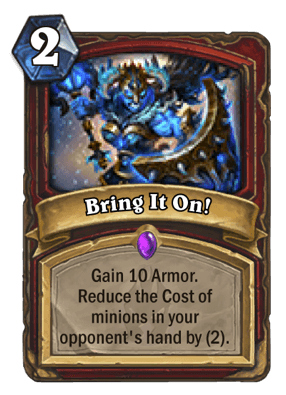 2
Bring It On!
Gain 10 Armor.
Reduce the Cost of
minions in your
opponent's hand by (2).